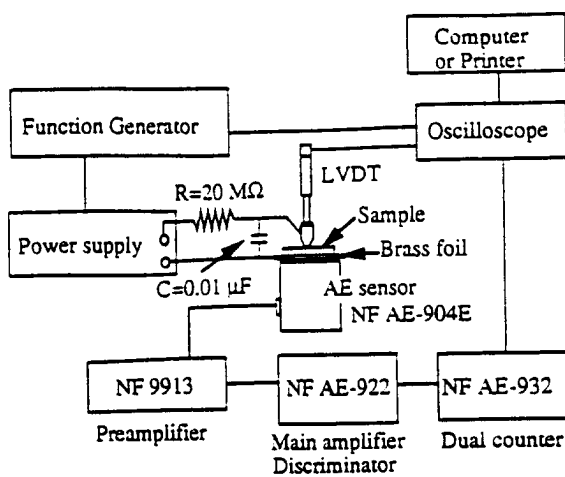 Computer
or Printer
Function Generator
Oscilloscope
LVDT
R=20 MΩ
Sample
Power supply
Brass foil
C=0.01 μF
AE sensor
NF AE-904E
NF 9913
NF AE-922
NF AE-932
Preamplifier
Main amplifier
Discriminator
Dual counter